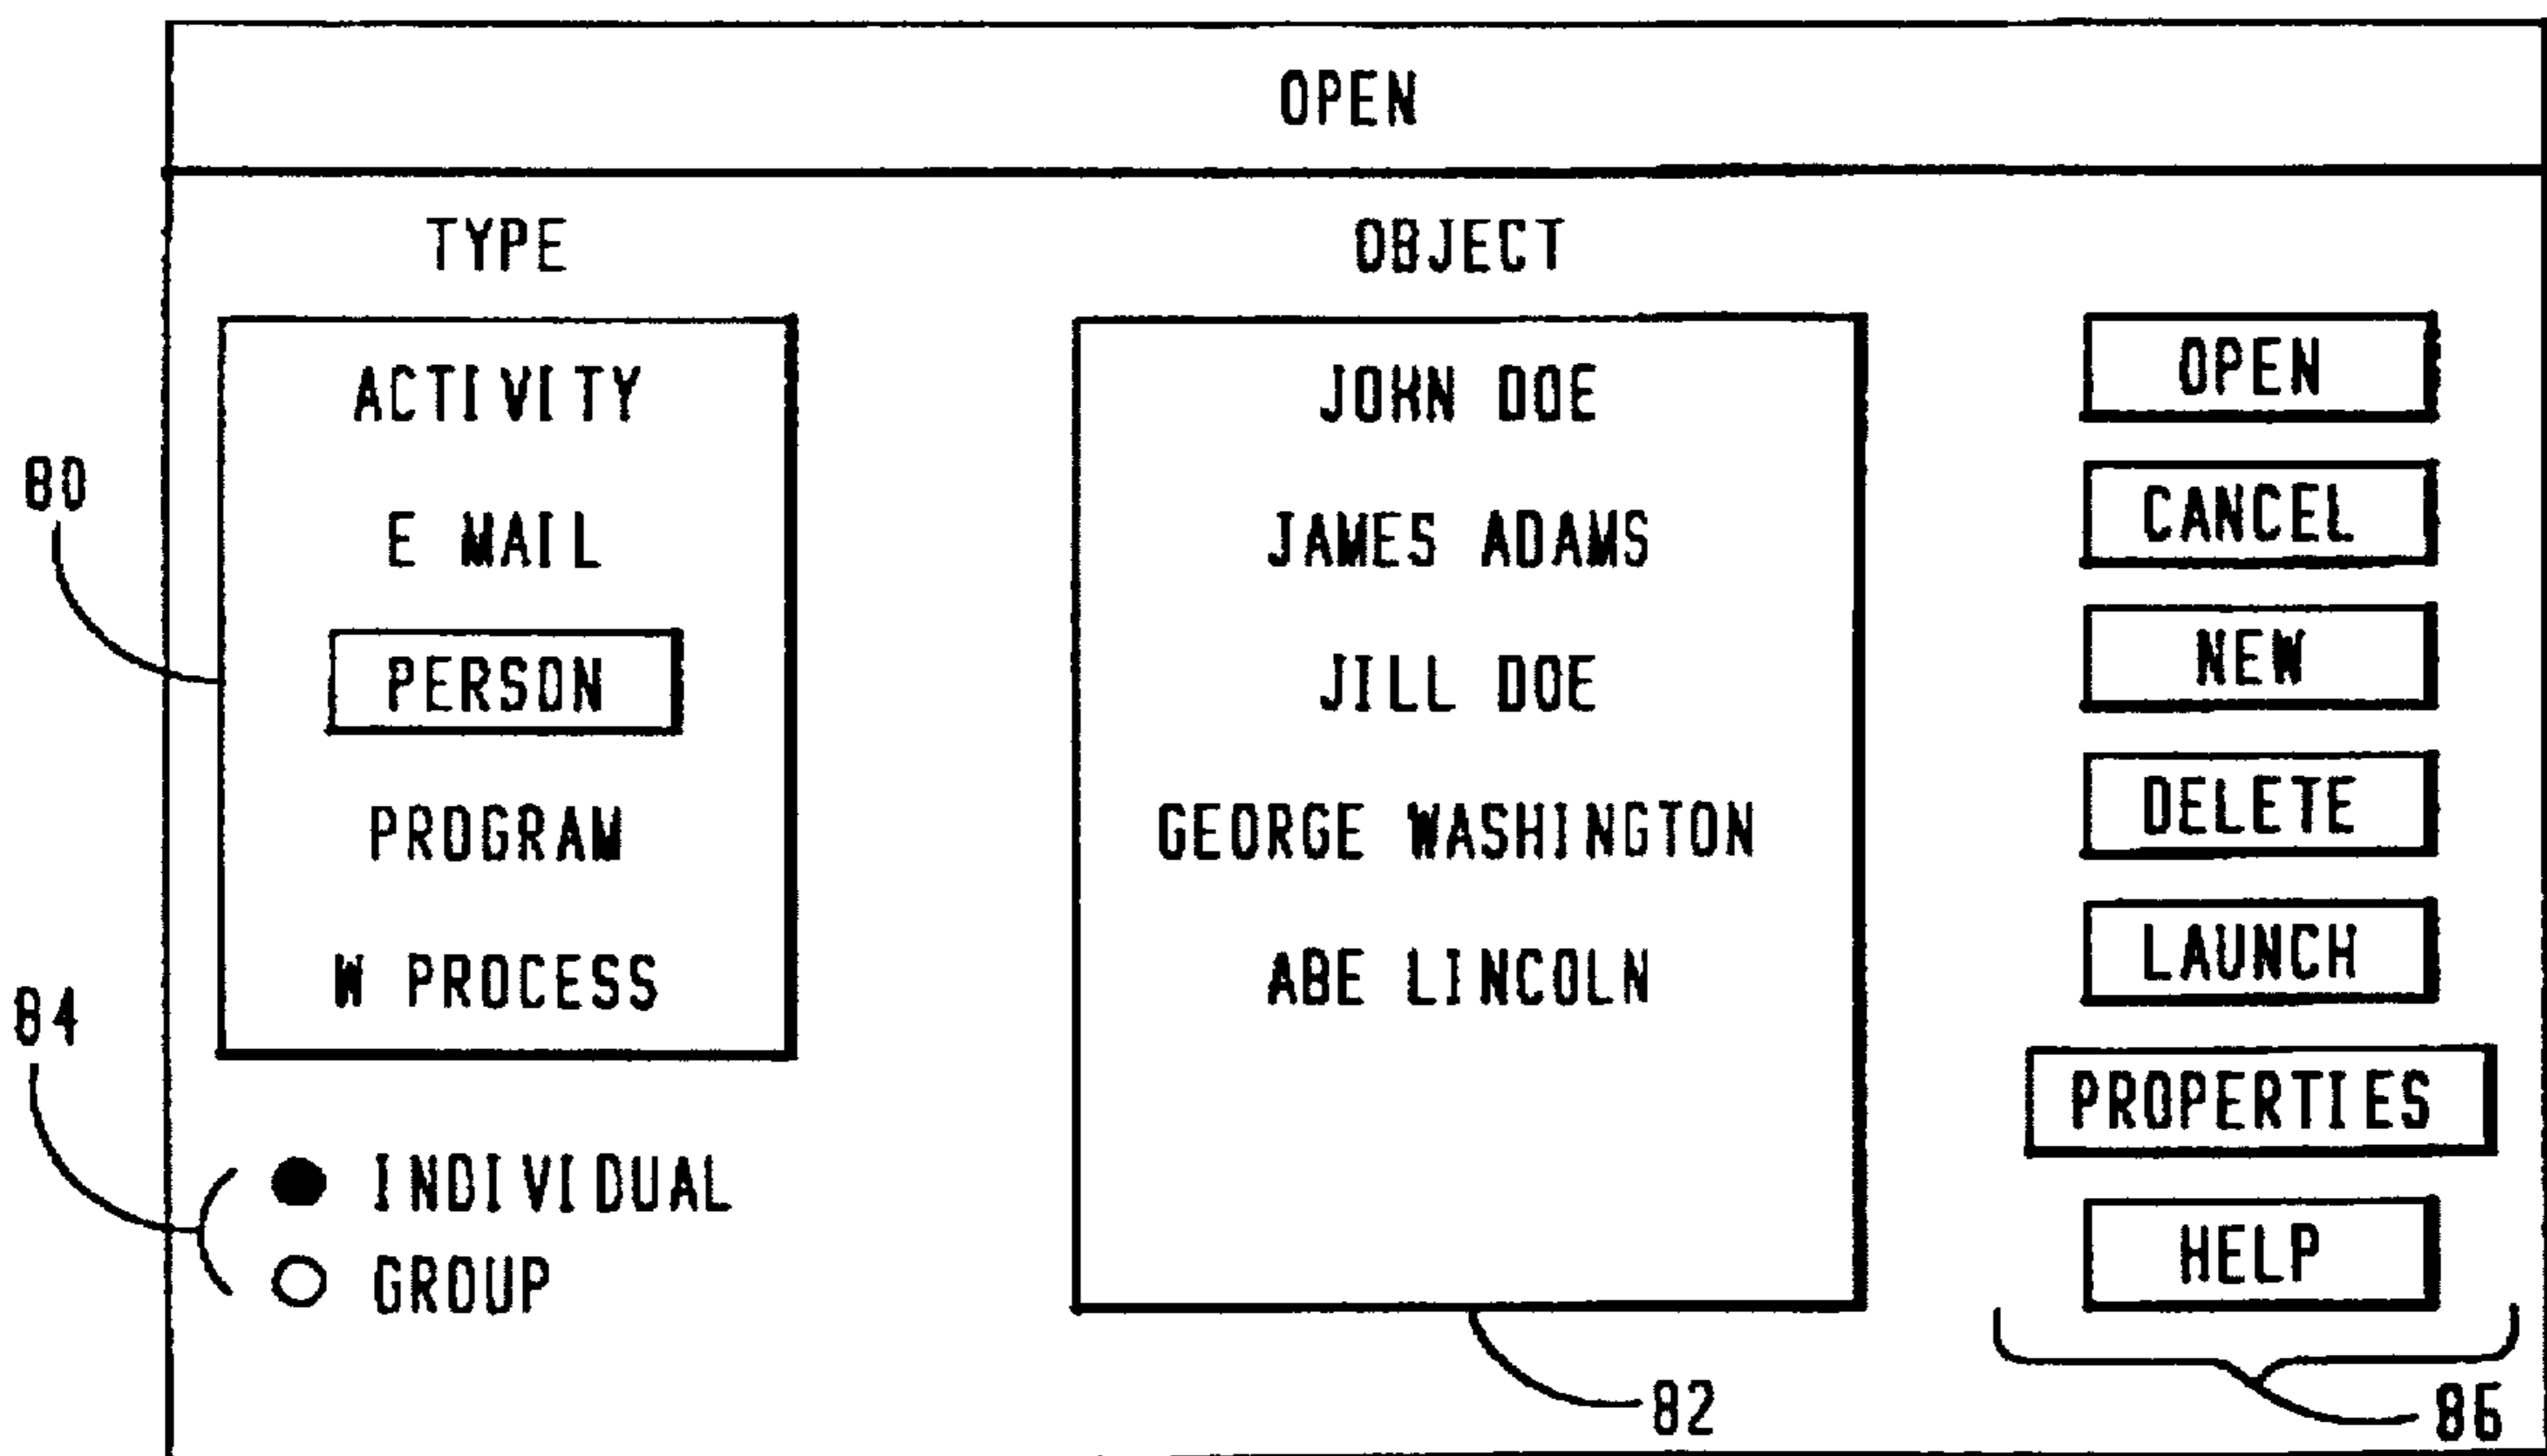 OPEN
TYPE
OBJECT
ACTIVITY
E MAIL
PERSON
PROGRAM
W PROCESS
INDIVIDUAL
GROUP
JOHN DOE
JAMES ADAMS
JILL DOE
GEORGE WASHINGTON
ABE LINCOLN
OPEN
CANCEL
NEW
DELETE
LAUNCH
PROPERTIES
HELP
80
84
82
86